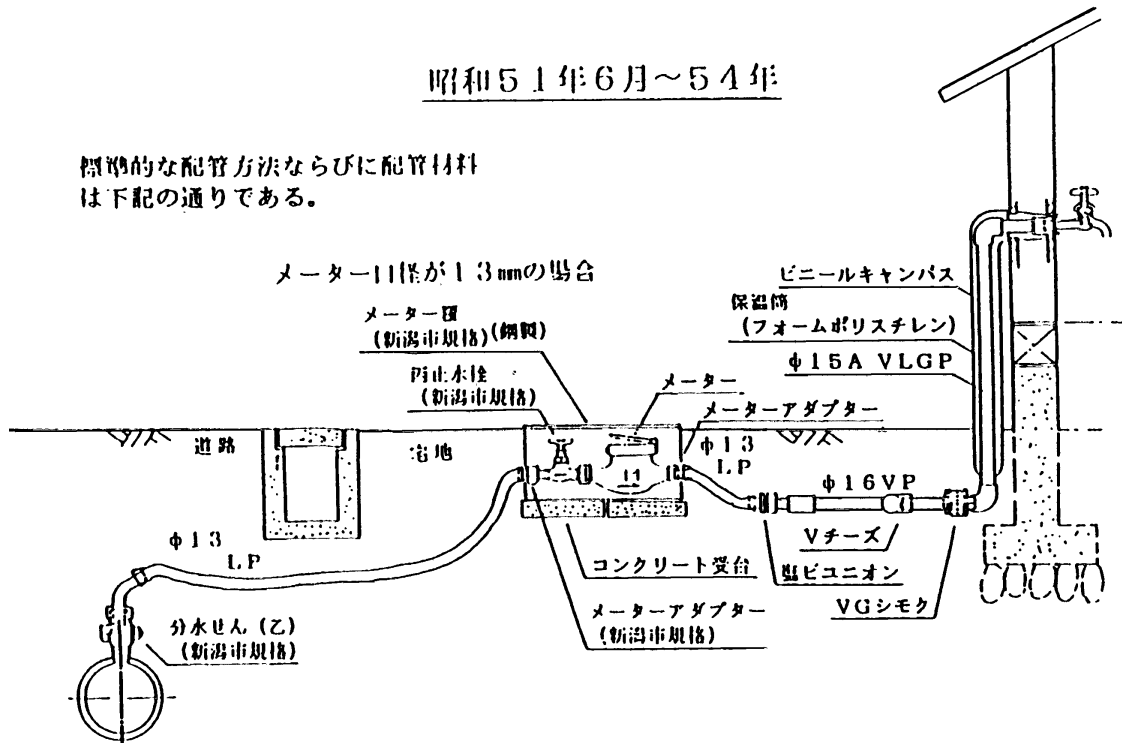 昭和51年6月～54年
標準的な配管方法ならびに配管材料
は下記の通りである。
メーター口径が13mmの場合
メーター
(新潟市規格)(鋼製)
止水栓
(新潟市規格)
メーター
メーターアダプター
ビニールキャンパス
保温筒
(フォームポリスチレン)
φ15A VLGP
道路
宅地
φ13
LP
φ16VP
φ13
LP
Vチーズ
コンクリート受台
塩ビユニオン
メーターアダプター
(新潟市規格)
VGシモク
分水せん(乙)
(新潟市規格)